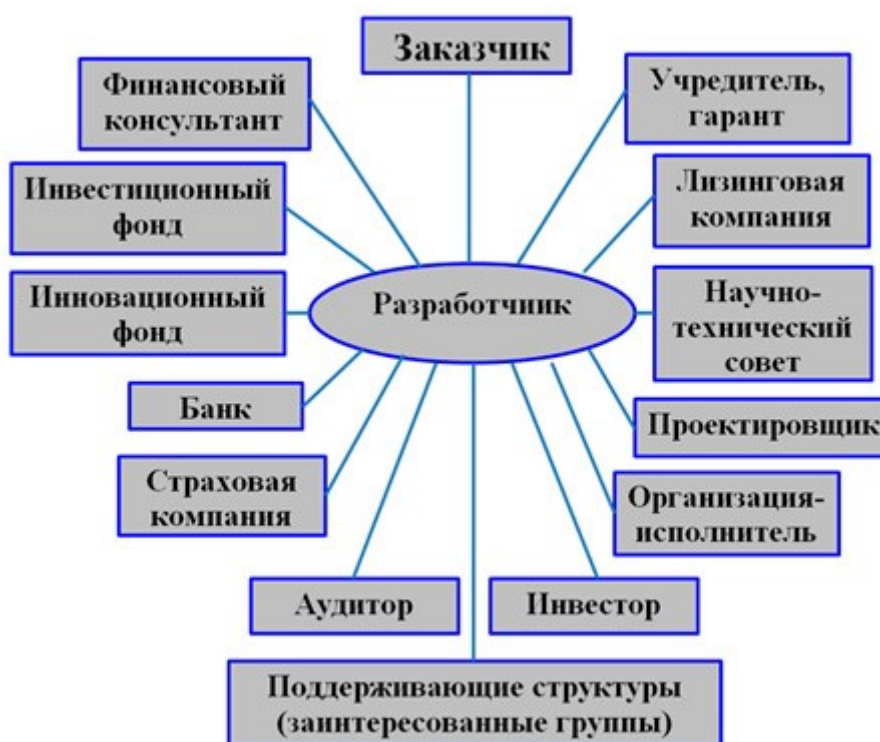 Заказчик
Финансовый
консультант
Учредитель,
гарант
Инвестиционный
фонд
Лизинговая
компания
Инновационный
фонд
Разработчиик
Научно-
технический
совет
Банк
Проектировщик
Страховая
компания
Организация-
исполнитель
Аудитор
Инвестор
Поддерживающие структуры
(заинтересованные группы)